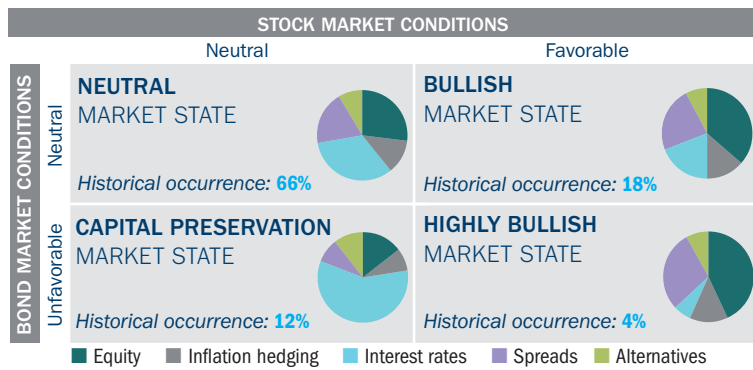 STOCK MARKET CONDITIONS
Neutral
Favorable
BOND MARKET CONDITIONS
Neutral
Unfavorable
NEUTRAL
MARKET STATE
Historical occurrence: 66%
BULLISH
MARKET STATE
Historical occurrence: 18%
CAPITAL PRESERVATION
MARKET STATE
Historical occurrence: 12%
HIGHLY BULLISH
MARKET STATE
Historical occurrence: 4%
Equity
Inflation hedging
Interest rates
Spreads
Alternatives